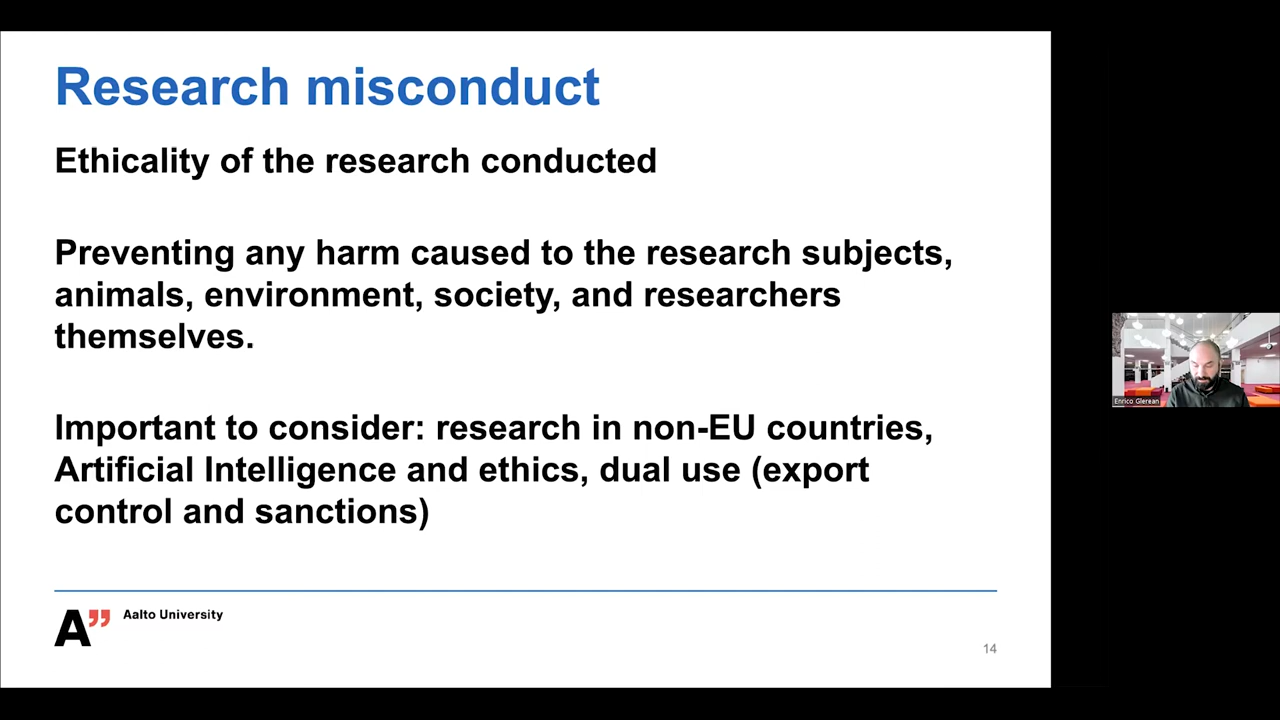 Research misconduct
Ethicality of the research conducted
Preventing any harm caused to the research subjects,
animals, environment, society, and researchers
themselves.
Important to consider: research in non-EU countries,
Artificial Intelligence and ethics, dual use (export
control and sanctions)
A” Aalto University
14
Enrico Glerean